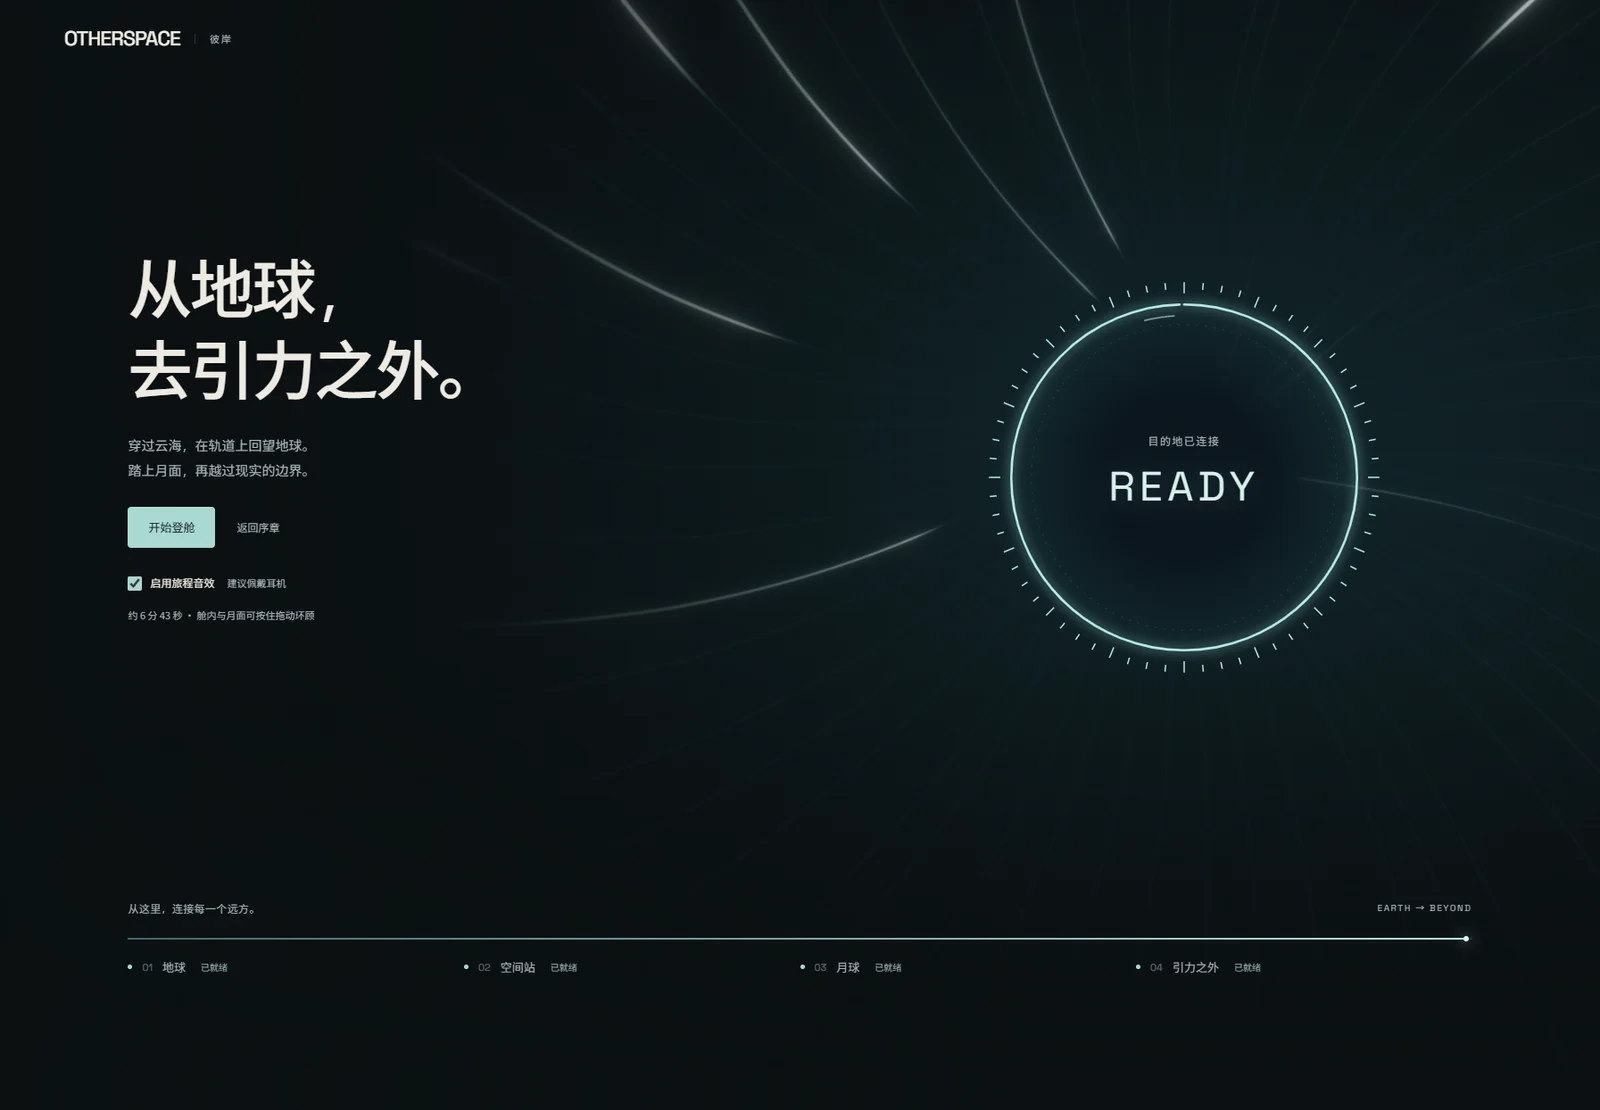 OTHERSPACE | 彼岸
从地球，
去引力之外。
穿过云海，在轨道上回望地球。
踏上月面，再越过现实的边界。
开始登舱 返回序章
启用旅程音效 建议佩戴耳机
约 6 分 43 秒 · 舱内与月面可按住拖动环顾
目的地已连接
READY
从这里，连接每一个远方。
EARTH → BEYOND
01 地球 已就绪
02 空间站 已就绪
03 月球 已就绪
04 引力之外 已就绪